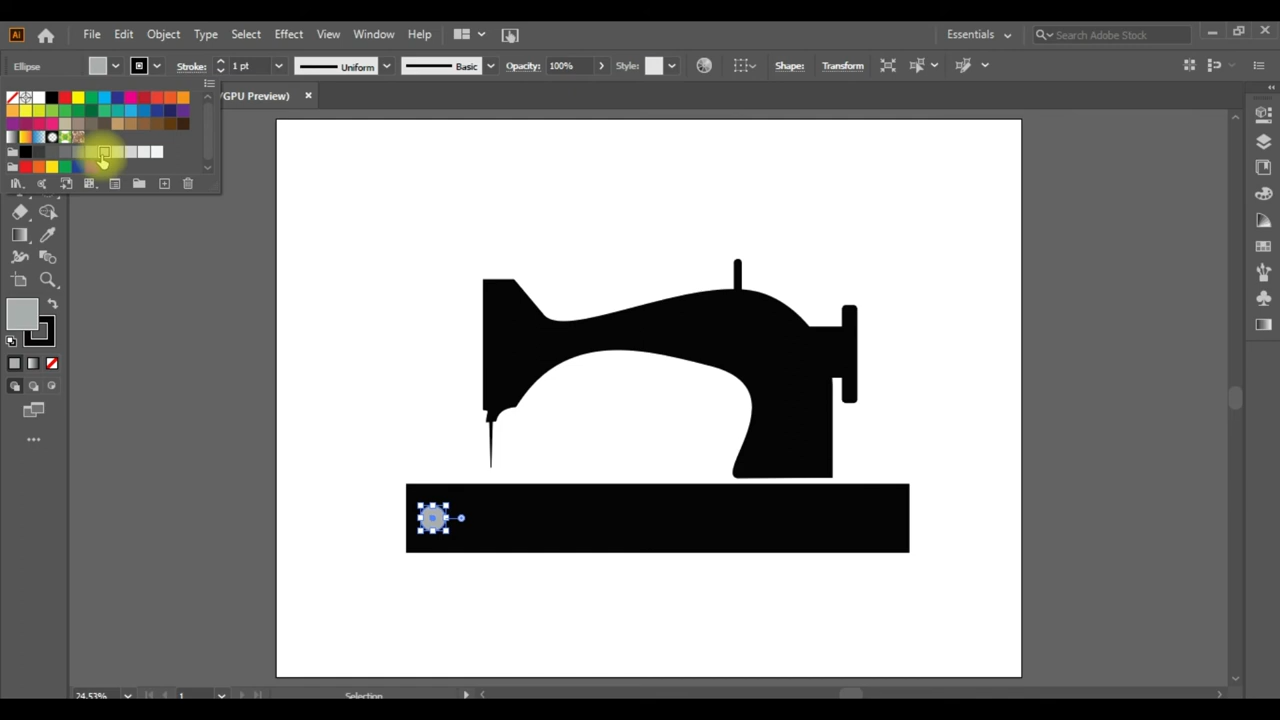 Ai File Edit Object Type Select Effect View Window Help Essentials Search Adobe Stock
Ellipse Stroke: 1 pt Uniform Basic Opacity: 100% Style: Shape: Transform
/GPU Preview) ×
24.53% 1 Selection